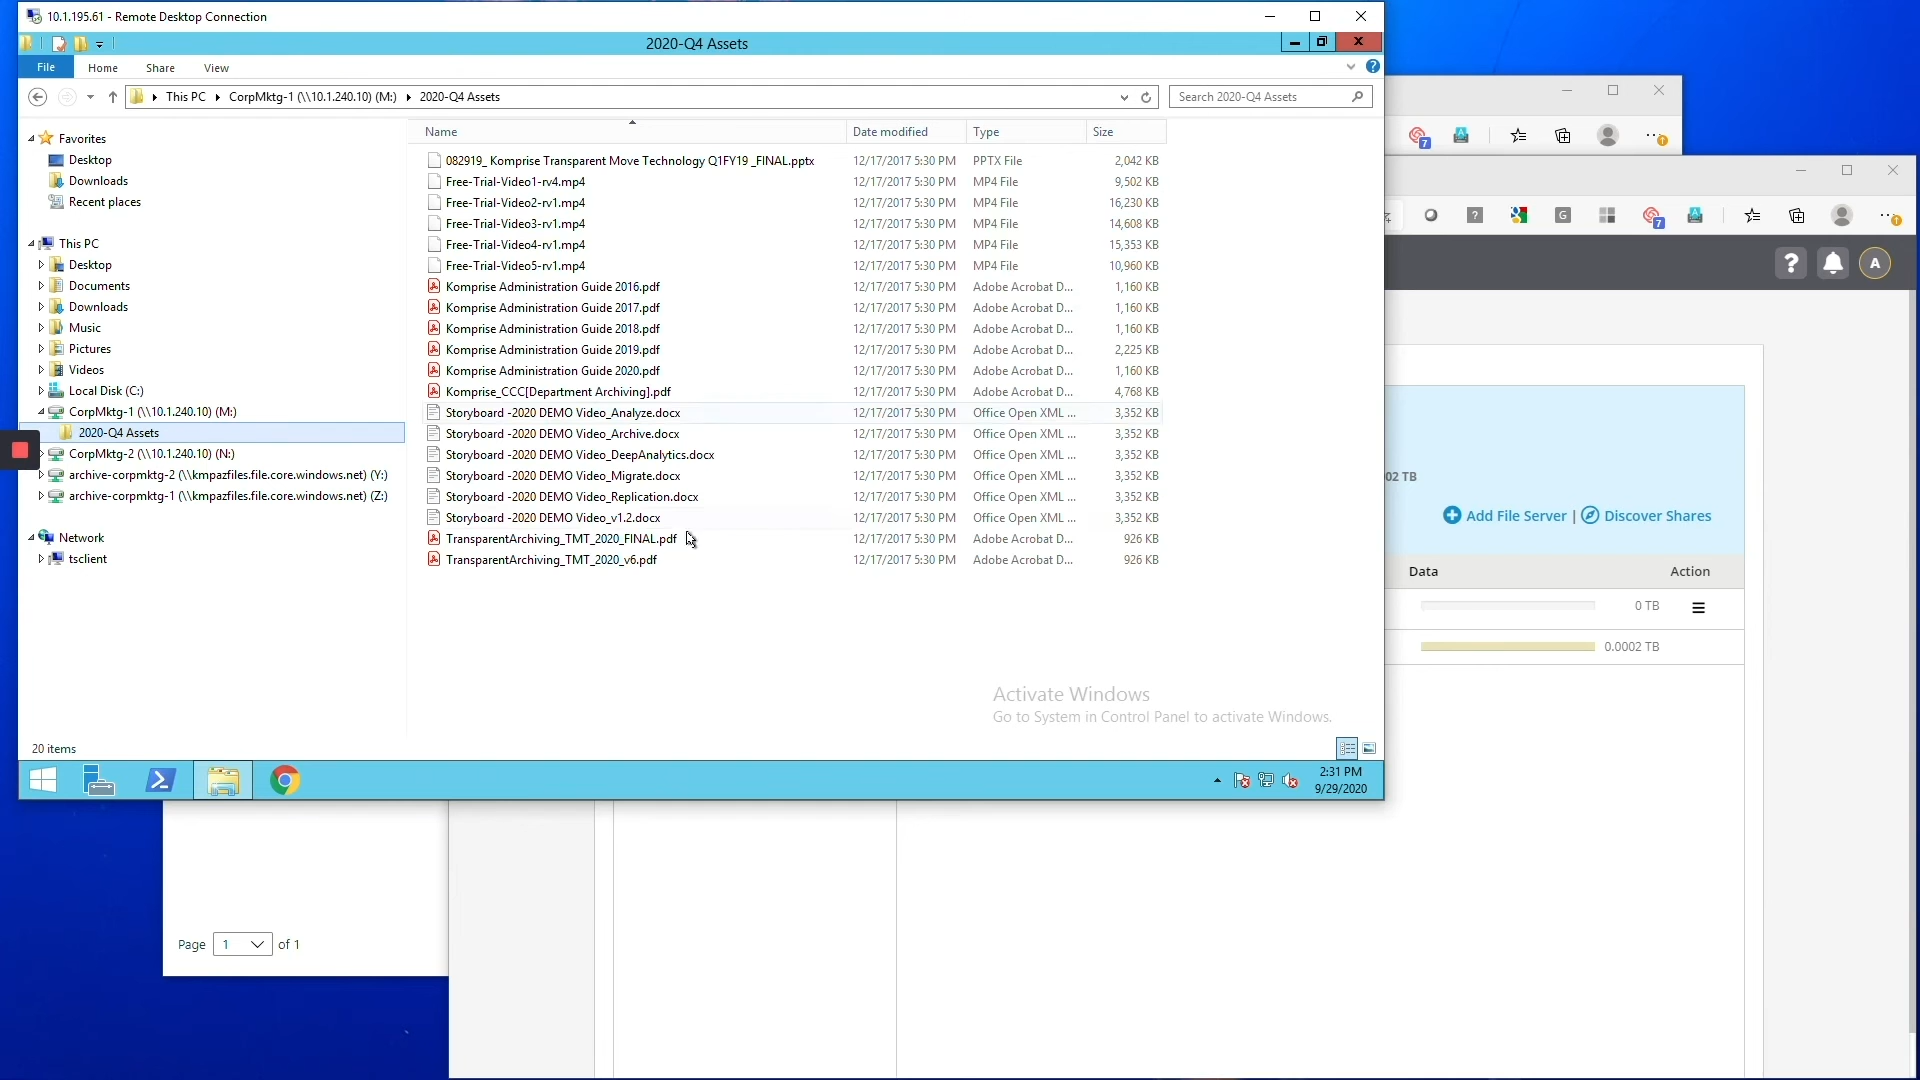 10.1.195.61 - Remote Desktop Connection
2020-Q4 Assets
File Home Share View
This PC CorpMktg-1 (\\10.1.240.10) (M:) 2020-Q4 Assets
Search 2020-Q4 Assets
Name Date modified Type Size
Favorites
Desktop
Downloads
Recent places
This PC
Desktop
Documents
Downloads
Music
Pictures
Videos
Local Disk (C:)
CorpMktg-1 (\\10.1.240.10) (M:)
2020-Q4 Assets
CorpMktg-2 (\\10.1.240.10) (N:)
archive-corpmktg-2 (\\kmpazfiles.file.core.windows.net) (Y:)
archive-corpmktg-1 (\\kmpazfiles.file.core.windows.net) (Z:)
Network
tsclient
082919_ Komprise Transparent Move Technology Q1FY19 _FINAL.pptx 12/17/2017 5:30 PM PPTX File 2,042 KB
Free-Trial-Video1-rv4.mp4 12/17/2017 5:30 PM MP4 File 9,502 KB
Free-Trial-Video2-rv1.mp4 12/17/2017 5:30 PM MP4 File 16,230 KB
Free-Trial-Video3-rv1.mp4 12/17/2017 5:30 PM MP4 File 14,608 KB
Free-Trial-Video4-rv1.mp4 12/17/2017 5:30 PM MP4 File 15,353 KB
Free-Trial-Video5-rv1.mp4 12/17/2017 5:30 PM MP4 File 10,960 KB
Komprise Administration Guide 2016.pdf 12/17/2017 5:30 PM Adobe Acrobat D... 1,160 KB
Komprise Administration Guide 2017.pdf 12/17/2017 5:30 PM Adobe Acrobat D... 1,160 KB
Komprise Administration Guide 2018.pdf 12/17/2017 5:30 PM Adobe Acrobat D... 1,160 KB
Komprise Administration Guide 2019.pdf 12/17/2017 5:30 PM Adobe Acrobat D... 2,225 KB
Komprise Administration Guide 2020.pdf 12/17/2017 5:30 PM Adobe Acrobat D... 1,160 KB
Komprise_CCC[Department Archiving].pdf 12/17/2017 5:30 PM Adobe Acrobat D... 4,768 KB
Storyboard -2020 DEMO Video_Analyze.docx 12/17/2017 5:30 PM Office Open XML ... 3,352 KB
Storyboard -2020 DEMO Video_Archive.docx 12/17/2017 5:30 PM Office Open XML ... 3,352 KB
Storyboard -2020 DEMO Video_DeepAnalytics.docx 12/17/2017 5:30 PM Office Open XML ... 3,352 KB
Storyboard -2020 DEMO Video_Migrate.docx 12/17/2017 5:30 PM Office Open XML ... 3,352 KB
Storyboard -2020 DEMO Video_Replication.docx 12/17/2017 5:30 PM Office Open XML ... 3,352 KB
Storyboard -2020 DEMO Video_v1.2.docx 12/17/2017 5:30 PM Office Open XML ... 3,352 KB
TransparentArchiving_TMT_2020_FINAL.pdf 12/17/2017 5:30 PM Adobe Acrobat D... 926 KB
TransparentArchiving_TMT_2020_v6.pdf 12/17/2017 5:30 PM Adobe Acrobat D... 926 KB
Activate Windows
Go to System in Control Panel to activate Windows.
20 items
2:31 PM
9/29/2020
7
? G 7
? A
02 TB
Add File Server | Discover Shares
Data Action
0 TB
0.0002 TB
Page 1 of 1